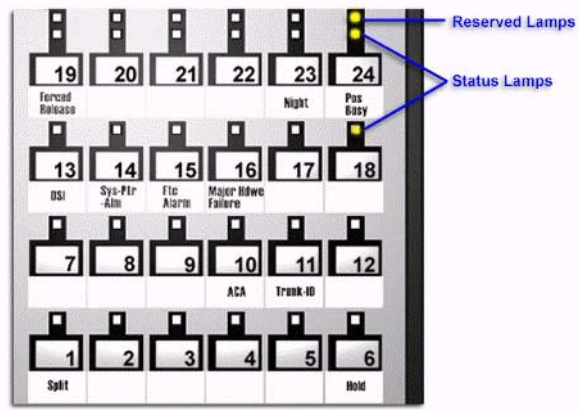 Reserved Lamps
19 20 21 22 23 24
Status Lamps
Forced
Release
Night
Pos
Busy
13 14 15 16 17 18
OSI
Sys-Ptr
-Alm
Ftc
Alarm
Major Hdwe
Failure
7 8 9 10 11 12
ACA
Trunk-ID
1 2 3 4 5 6
Split
Hold